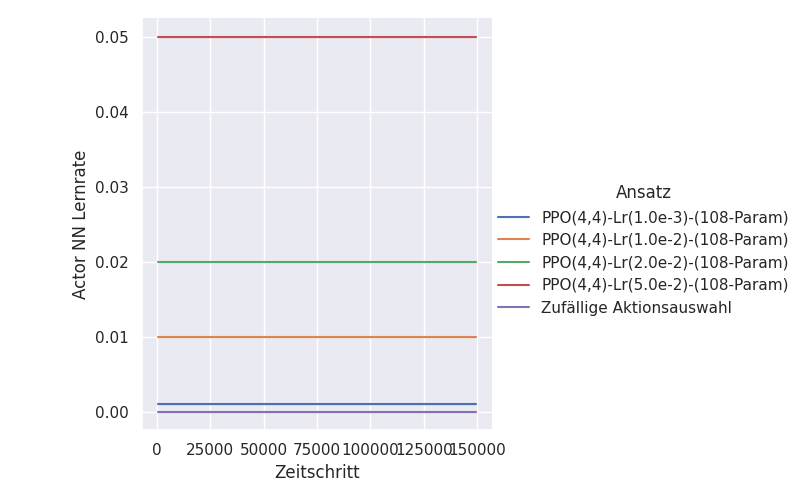 0.05
0.04
0.03
0.02
0.01
0.00
Actor NN Lernrate
0 25000 50000 75000 100000 125000 150000
Zeitschritt
Ansatz
PPO(4,4)-Lr(1.0e-3)-(108-Param)
PPO(4,4)-Lr(1.0e-2)-(108-Param)
PPO(4,4)-Lr(2.0e-2)-(108-Param)
PPO(4,4)-Lr(5.0e-2)-(108-Param)
Zufällige Aktionsauswahl